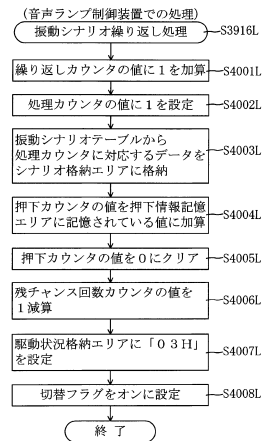 (音声ランプ制御装置での処理)
振動シナリオ繰り返し処理
S3916L
繰り返しカウンタの値に1を加算
S4001L
処理カウンタの値に1を設定
S4002L
振動シナリオテーブルから
処理カウンタに対応するデータを
シナリオ格納エリアに格納
S4003L
押下カウンタの値を押下情報記憶
エリアに記憶されている値に加算
S4004L
押下カウンタの値を0にクリア
S4005L
残チャンス回数カウンタの値を
1減算
S4006L
駆動状況格納エリアに「03H」
を設定
S4007L
切替フラグをオンに設定
S4008L
終了